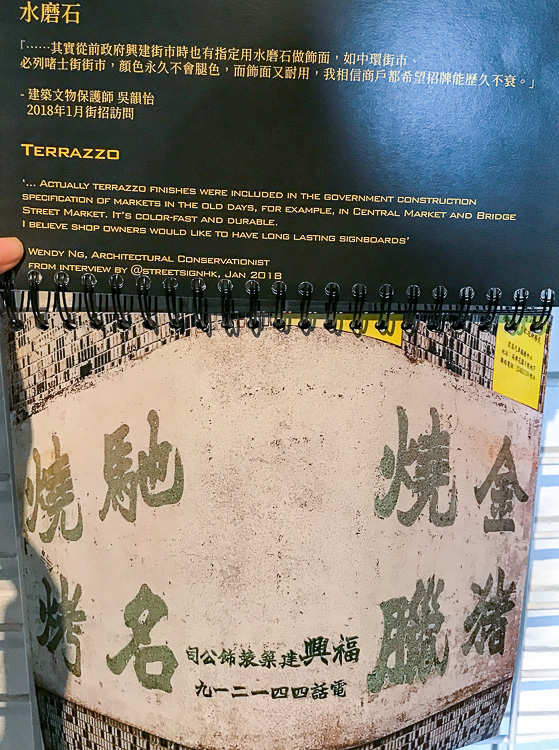 水磨石
「……其實從前政府興建街市時也有指定用水磨石做飾面，如中環街市、
必列啫士街街市，顏色永久不會腿色，而飾面又耐用，我相信商戶都希望招牌能歷久不衰。」
- 建築文物保護師 吳韻怡
2018年1月街招訪問
TERRAZZO
‘... ACTUALLY TERRAZZO FINISHES WERE INCLUDED IN THE GOVERNMENT CONSTRUCTION
SPECIFICATION OF MARKETS IN THE OLD DAYS, FOR EXAMPLE, IN CENTRAL MARKET AND BRIDGE
STREET MARKET. IT'S COLOR-FAST AND DURABLE.
I BELIEVE SHOP OWNERS WOULD LIKE TO HAVE LONG LASTING SIGNBOARDS’
WENDY NG, ARCHITECTURAL CONSERVATIONIST
FROM INTERVIEW BY @STREETSIGNHK, JAN 2018
金猪
燒臘
馳名
燒烤
福興建築裝飾公司
電話四四一二一九